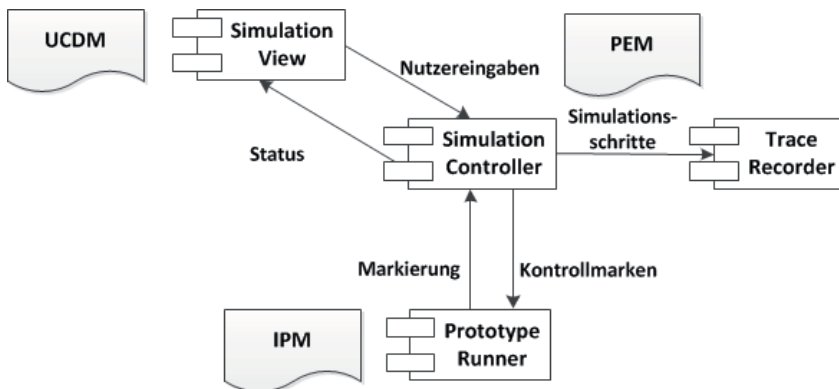 UCDM
Simulation
View
PEM
Nutzereingaben
Simulations-
schritte
Status
Simulation
Controller
Trace
Recorder
Markierung
Kontrollmarken
IPM
Prototype
Runner